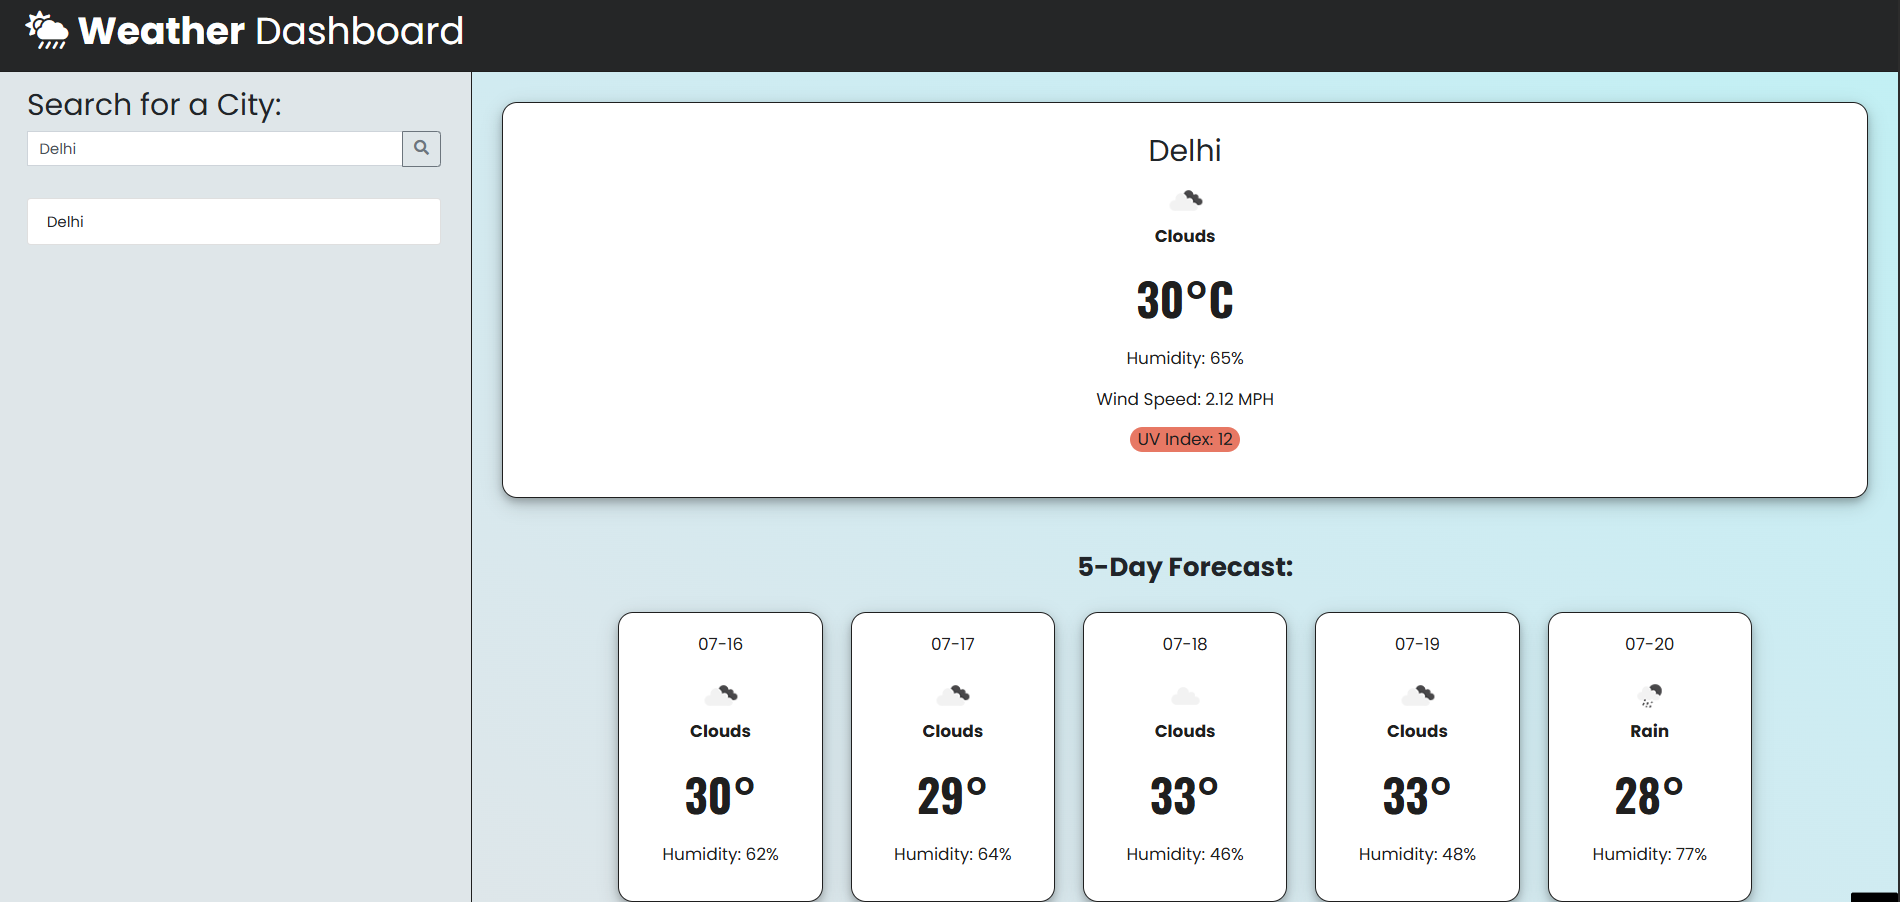 Weather Dashboard
Search for a City:
Delhi
Delhi
Delhi
Clouds
30°C
Humidity: 65%
Wind Speed: 2.12 MPH
UV Index: 12
5-Day Forecast:
07-16
Clouds
30°
Humidity: 62%
07-17
Clouds
29°
Humidity: 64%
07-18
Clouds
33°
Humidity: 46%
07-19
Clouds
33°
Humidity: 48%
07-20
Rain
28°
Humidity: 77%